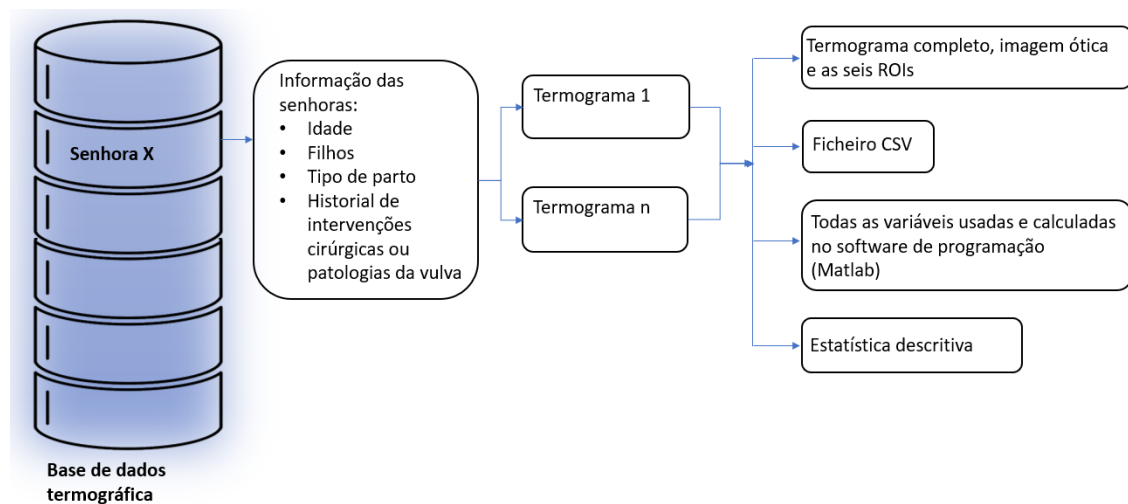 Senhora X
Base de dados
termográfica
Informação das
senhoras:
• Idade
• Filhos
• Tipo de parto
• Historial de
intervenções
cirúrgicas ou
patologias da vulva
Termograma 1
Termograma n
Termograma completo, imagem ótica
e as seis ROIs
Ficheiro CSV
Todas as variáveis usadas e calculadas
no software de programação
(Matlab)
Estatística descritiva